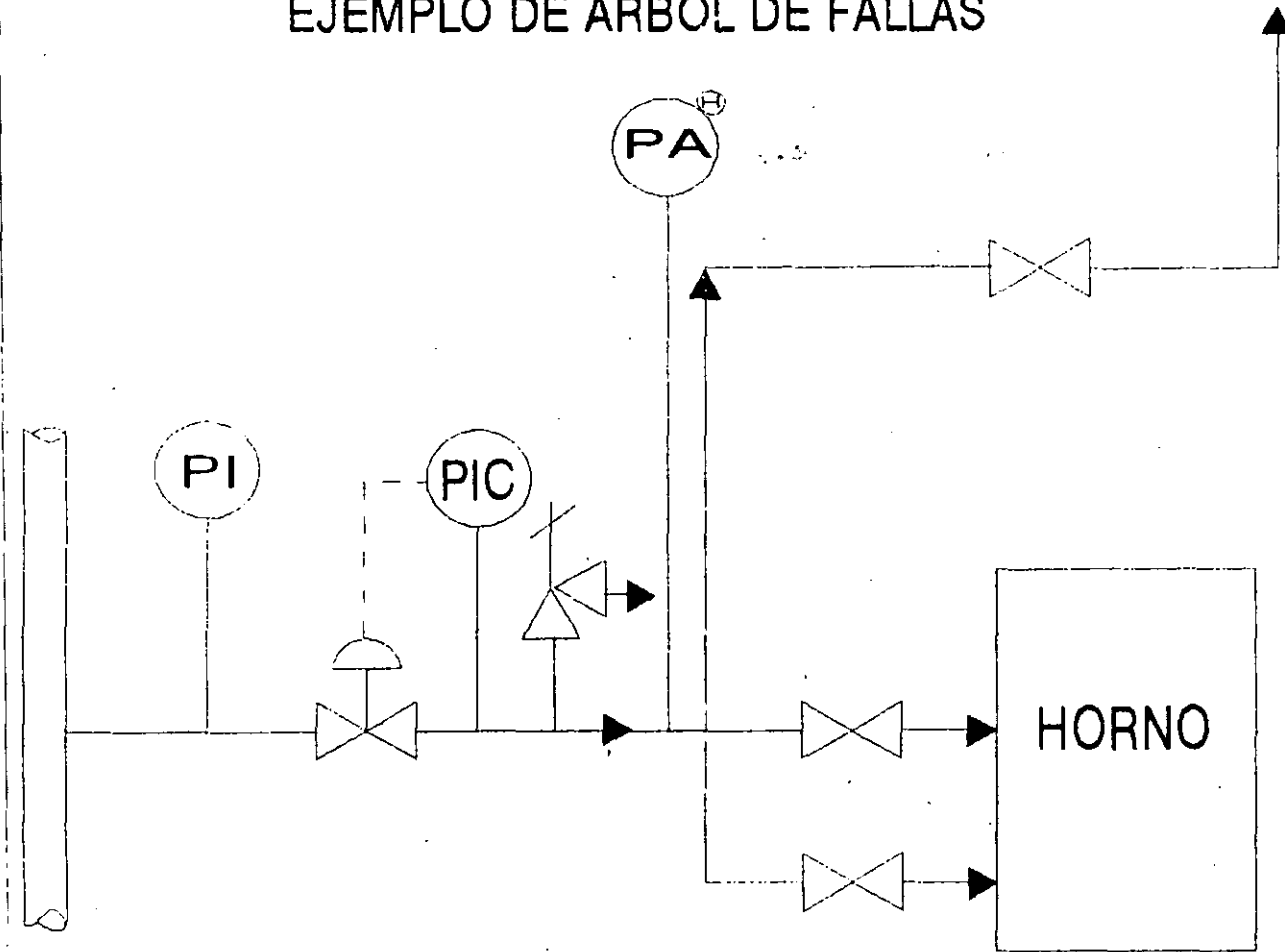 EJEMPLO DE ARBOL DE FALLAS
H
PA
PI
PIC
HORNO